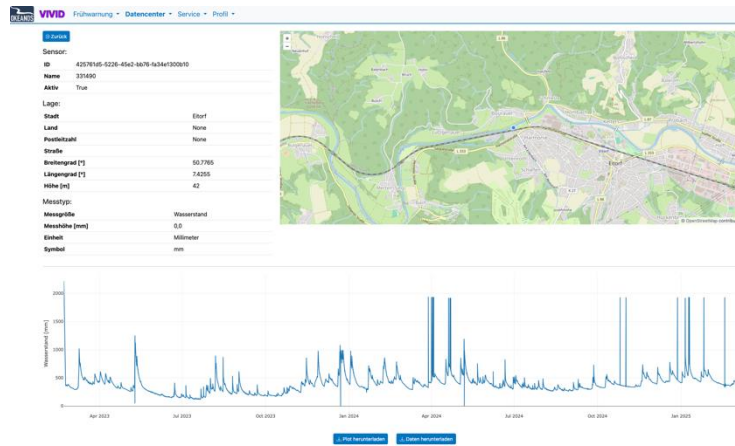 OKEANOS
VIVID
Frühwarnung
Datencenter
Service
Profil
Zurück
Sensor:
ID 425761d5-5226-45e2-bb76-fa34e1300b10
Name 331490
Aktiv True
Lage:
Stadt Eitorf
Land None
Postleitzahl None
Straße
Breitengrad [°] 50.7765
Längengrad [°] 7.4255
Höhe [m] 42
Messtyp:
Messgröße Wasserstand
Messhöhe [mm] 0,0
Einheit Millimeter
Symbol mm
+
−
Eitorf
Wasserstand [mm]
2000
1500
1000
500
0
Apr 2023
Jul 2023
Oct 2023
Jan 2024
Apr 2024
Jul 2024
Oct 2024
Jan 2025
Plot herunterladen
Daten herunterladen